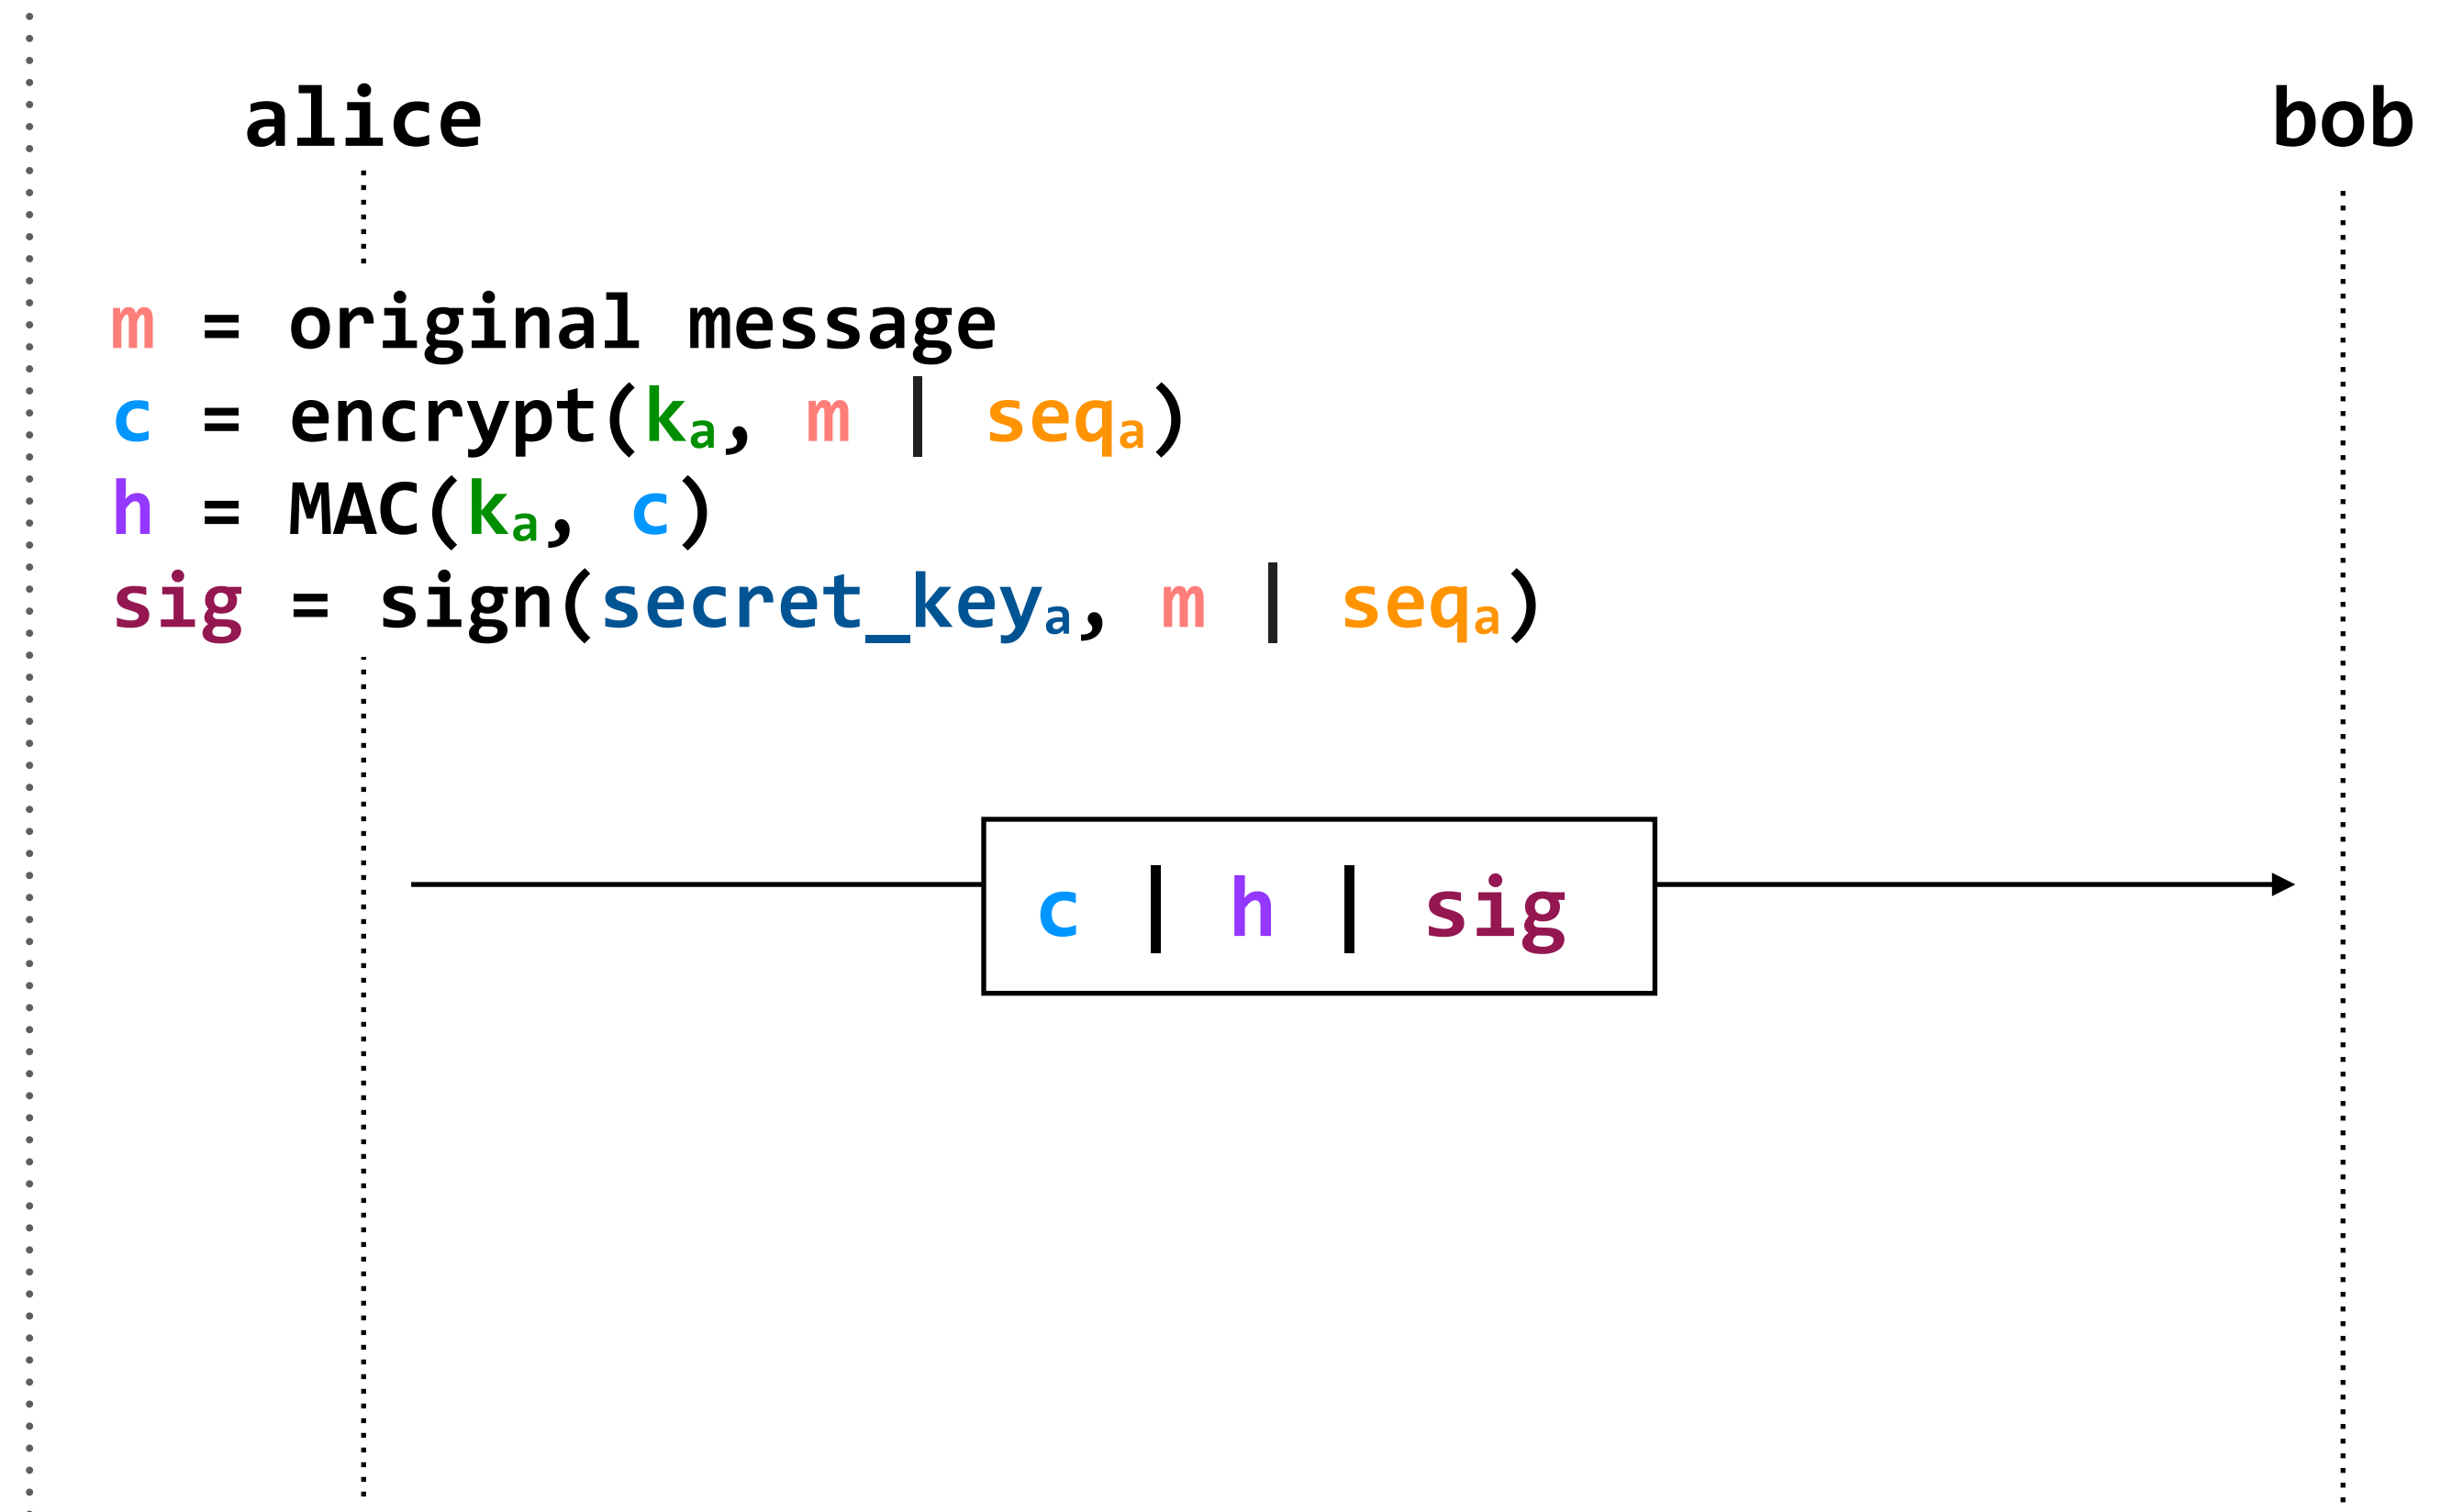 alice
bob
m = original message
c = encrypt(kₐ, m | seqₐ)
h = MAC(kₐ, c)
sig = sign(secret_keyₐ, m | seqₐ)
c | h | sig